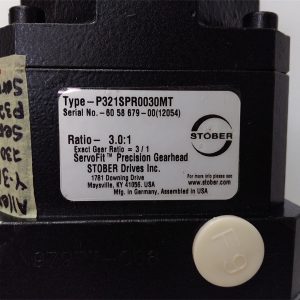 Type-P321SPR0030MT
Serial No.-60 58 679-00(12054)
Ratio- 3.0:1
Exact Gear Ratio = 3 / 1
ServoFit™ Precision Gearhead
STOBER Drives Inc.
1781 Downing Drive
Maysville, KY 41056, USA
Mfg. in Germany, Assembled in USA
STOBER
For more info please see
www.stober.com
F9